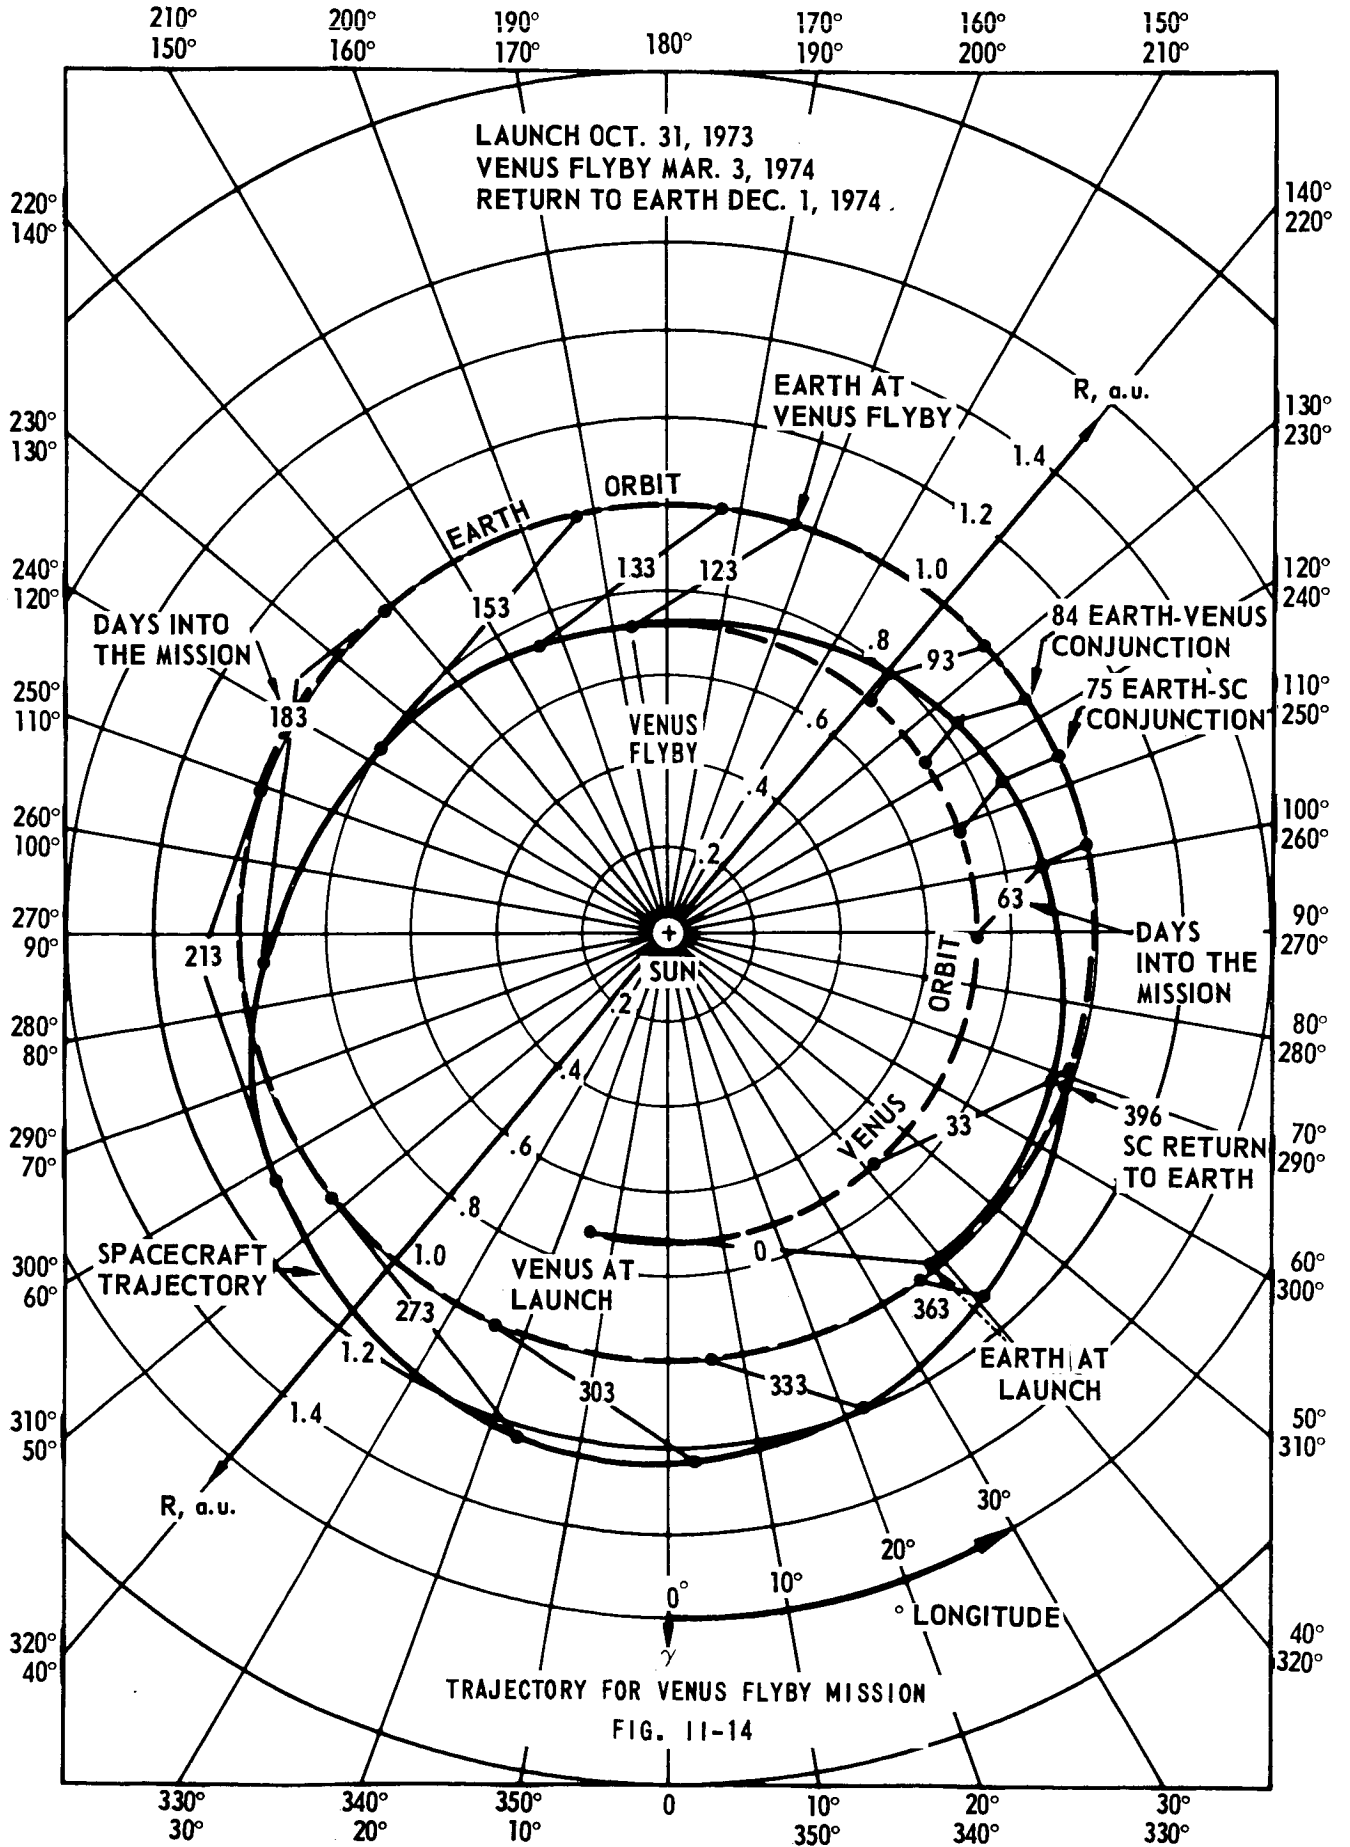 210° 200° 190° 180° 170° 160° 150°
150° 160° 170° 190° 200° 210°
LAUNCH OCT. 31, 1973
VENUS FLYBY MAR. 3, 1974
RETURN TO EARTH DEC. 1, 1974
220°
140°
140°
220°
EARTH AT
VENUS FLYBY
R, a.u.
130°
230°
230°
130°
1.4
1.2
1.0
.8
.6
.4
.2
EARTH ORBIT
133
123
153
93
240°
120°
120°
240°
DAYS INTO
THE MISSION
183
84 EARTH-VENUS
CONJUNCTION
75 EARTH-SC
CONJUNCTION
250°
110°
110°
250°
VENUS
FLYBY
260°
100°
100°
260°
63
270°
90°
90°
270°
213
DAYS
INTO THE
MISSION
SUN
VENUS ORBIT
280°
80°
80°
280°
.2
.4
.6
.8
1.0
1.2
1.4
R, a.u.
33
396
SC RETURN
TO EARTH
290°
70°
70°
290°
SPACECRAFT
TRAJECTORY
VENUS AT
LAUNCH
0
300°
60°
60°
300°
273
363
303
333
EARTH AT
LAUNCH
310°
50°
50°
310°
0°
10°
20°
30°
° LONGITUDE
γ
320°
40°
40°
320°
TRAJECTORY FOR VENUS FLYBY MISSION
FIG. II-14
330° 340° 350° 0 10° 20° 30°
30° 20° 10° 350° 340° 330°